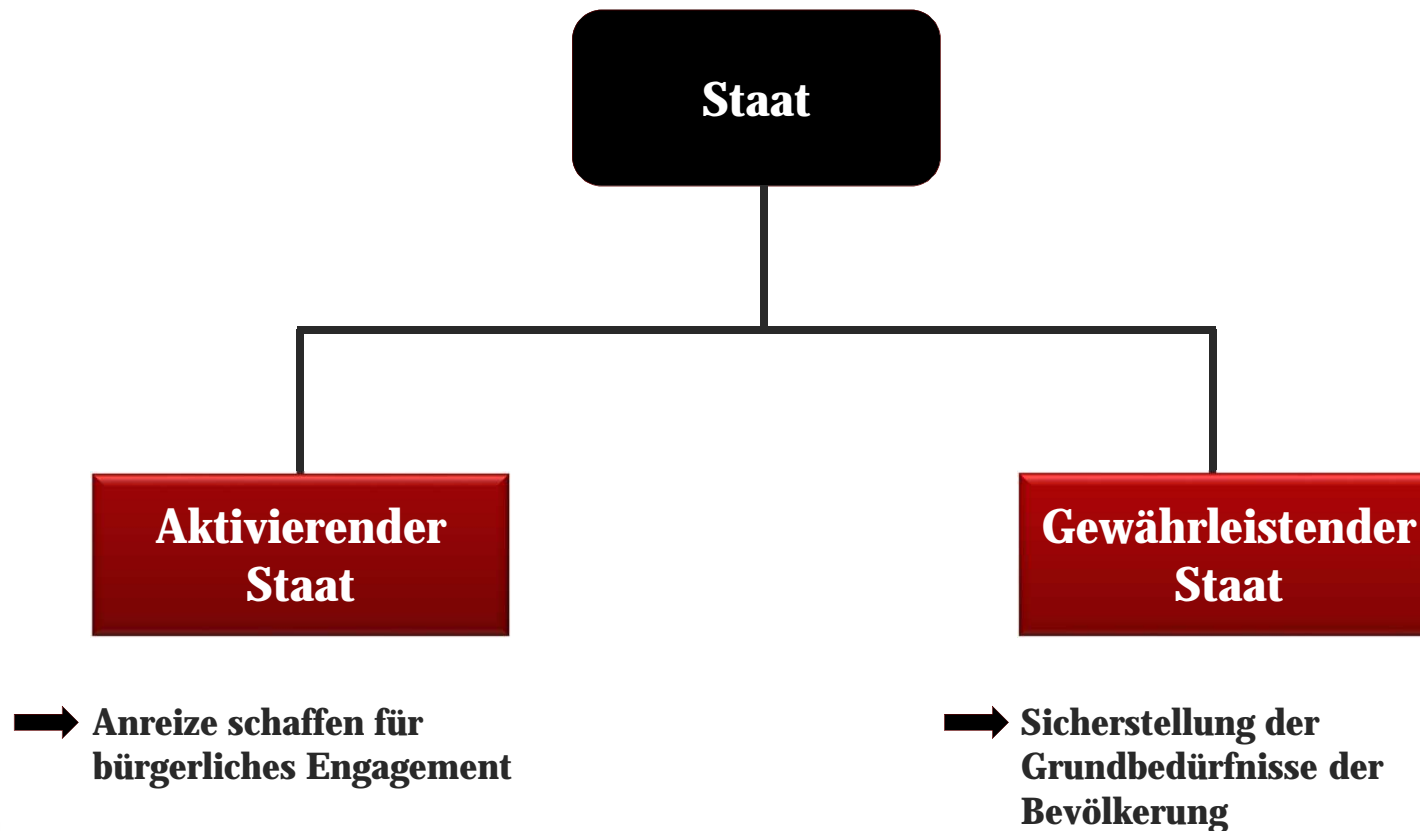 Staat
Aktivierender
Staat
Gewährleistender
Staat
Anreize schaffen für
bürgerliches Engagement
Sicherstellung der
Grundbedürfnisse der
Bevölkerung